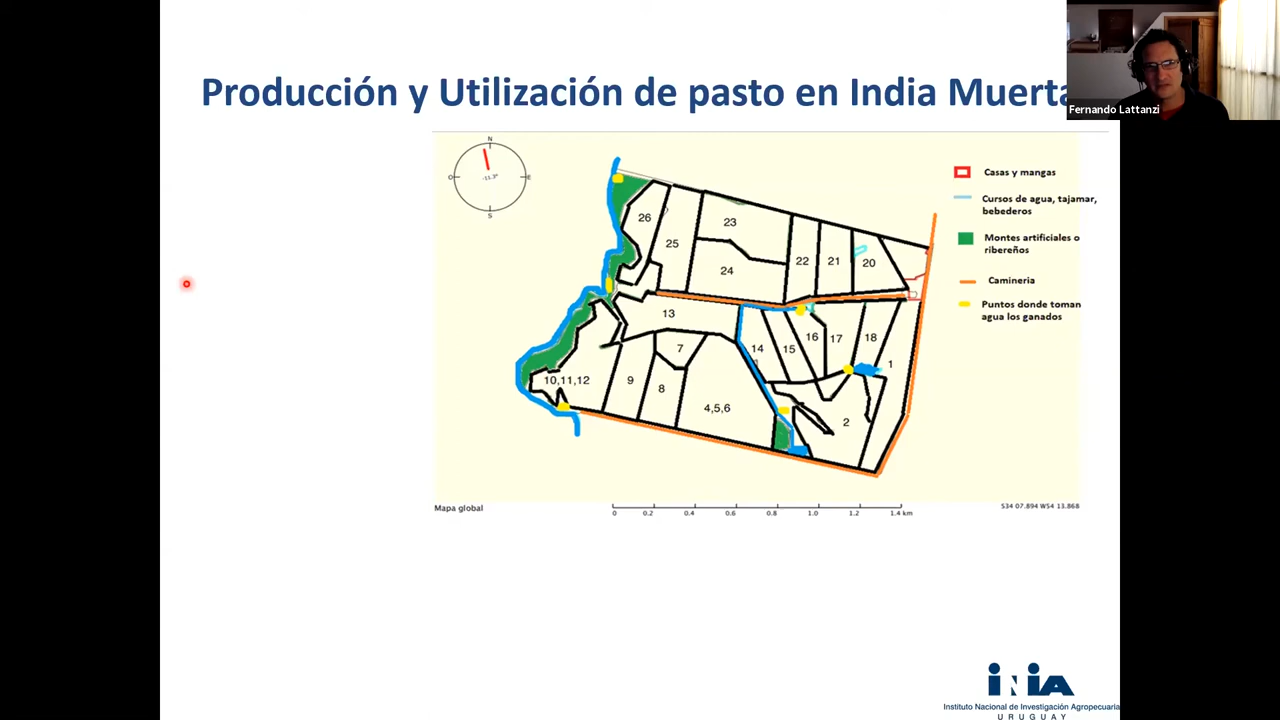 Producción y Utilización de pasto en India Muerta
Fernando Lattanzi
N
-11.3°
O
E
S
Casas y mangas
Cursos de agua, tajamar,
bebederos
Montes artificiales o
ribereños
Camineria
Puntos donde toman
agua los ganados
26
25
23
24
22
21
20
13
14
15
16
17
18
1
7
10,11,12
9
8
4,5,6
2
Mapa global
0 0.2 0.4 0.6 0.8 1.0 1.2 1.4 km
S34 07.894 W54 13.868
INIA
Instituto Nacional de Investigación Agropecuaria
URUGUAY